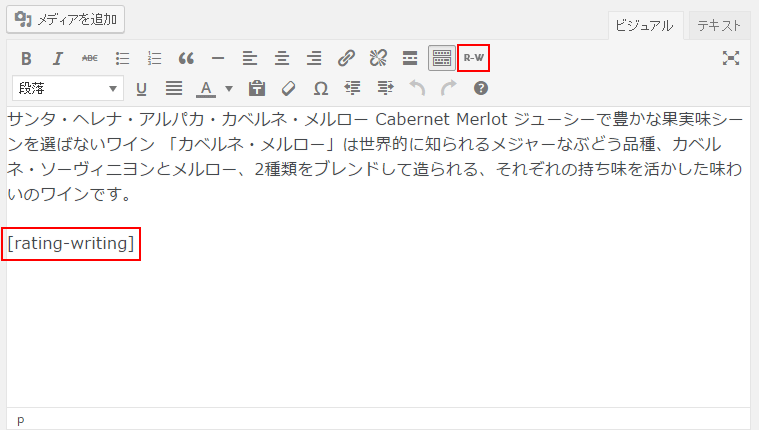 メディアを追加
ビジュアル テキスト
B I ABC R-W
段落 U A Ω
サンタ・ヘレナ・アルパカ・カベルネ・メルロー Cabernet Merlot ジューシーで豊かな果実味シー
ンを選ばないワイン 「カベルネ・メルロー」は世界的に知られるメジャーなぶどう品種、カベル
ネ・ソーヴィニヨンとメルロー、2種類をブレンドして造られる、それぞれの持ち味を活かした味わ
いのワインです。
[rating-writing]
p